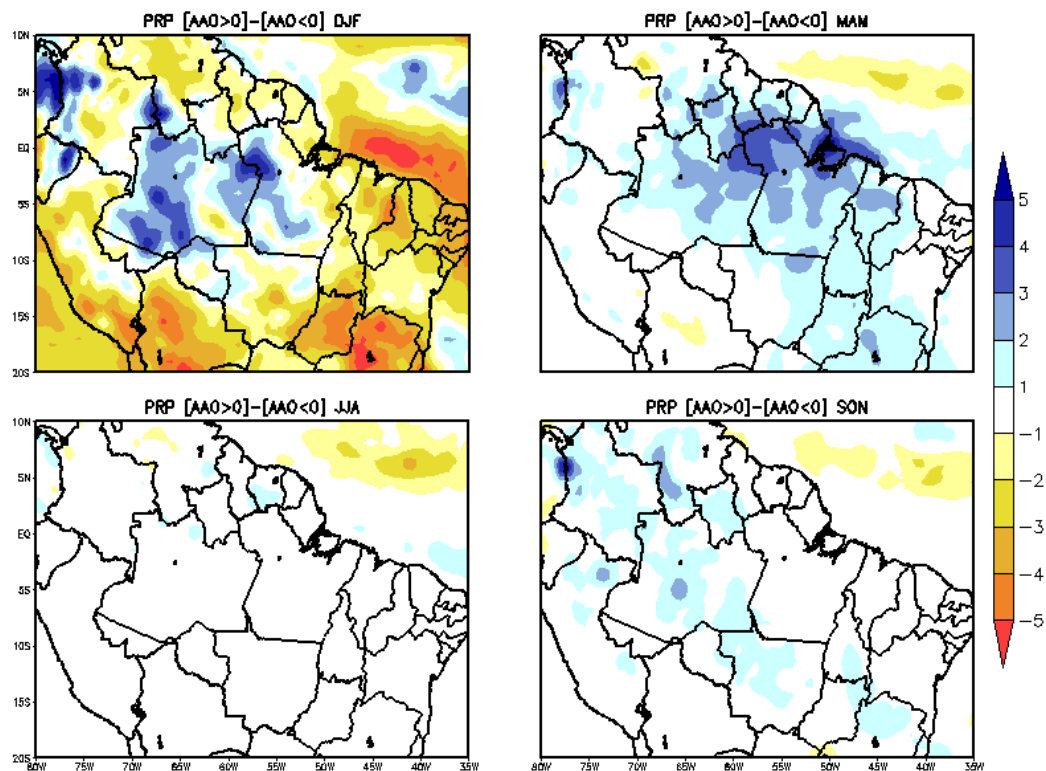 PRP [AAO>0]-[AAO<0] DJF
PRP [AAO>0]-[AAO<0] MAM
10N
5N
EQ
5S
10S
15S
20S
5
4
3
2
1
-1
-2
-3
-4
-5
PRP [AAO>0]-[AAO<0] JJA
PRP [AAO>0]-[AAO<0] SON
10N
5N
EQ
5S
10S
15S
20S
80W 75W 70W 65W 60W 55W 50W 45W 40W 35W
80W 75W 70W 65W 60W 55W 50W 45W 40W 35W